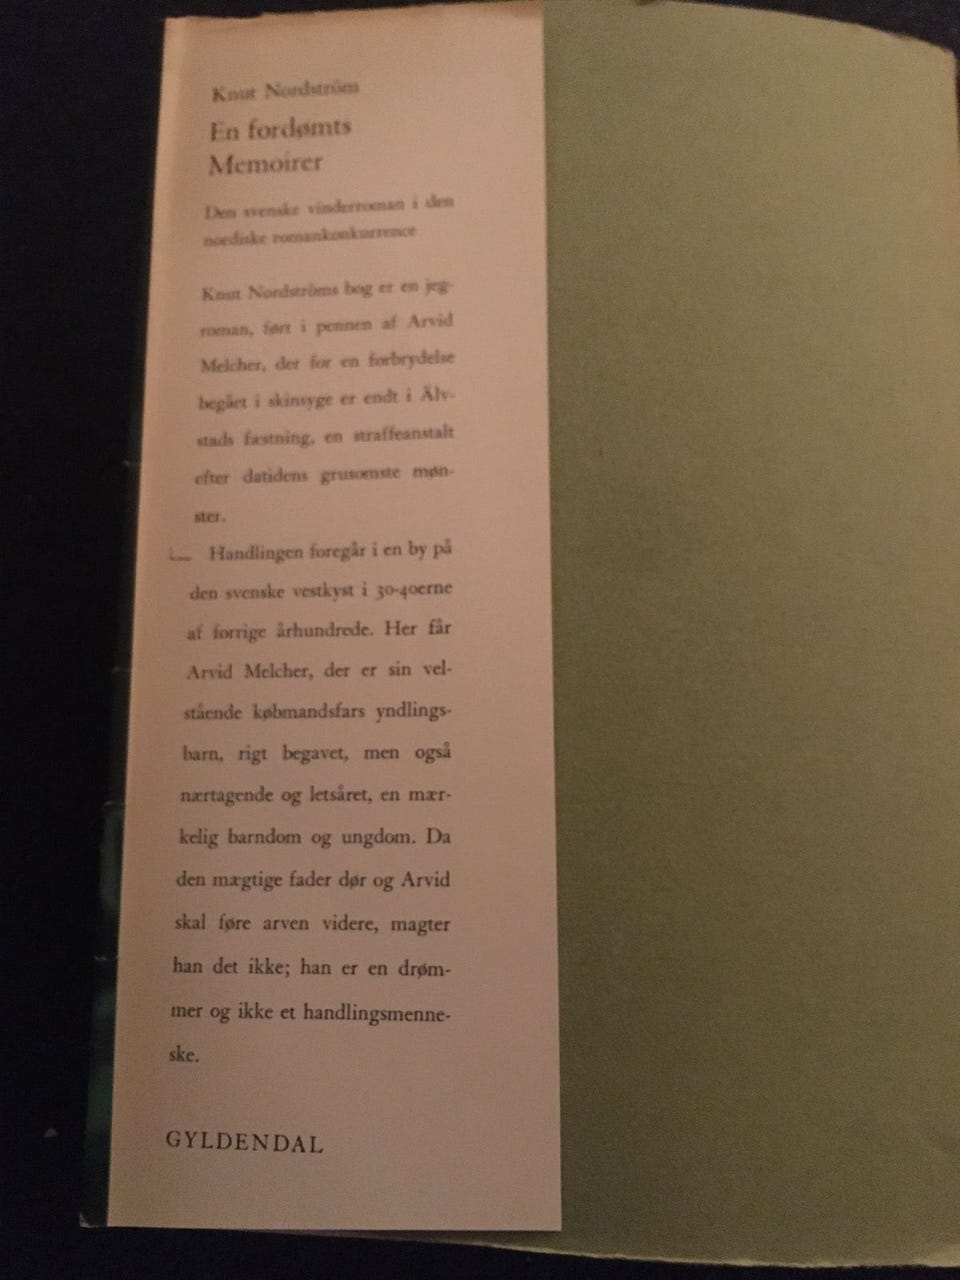 Knut Nordström
En fordømts
Memoirer
Den svenske vinderroman i den
nordiske romankonkurrence
Knut Nordströms bog er en jeg-
roman, ført i pennen af Arvid
Melcher, der for en forbrydelse
begået i skinsyge er endt i Älv-
stads fæstning, en straffeanstalt
efter datidens grusomste møn-
ster.
Handlingen foregår i en by på
den svenske vestkyst i 30-40erne
af forrige århundrede. Her får
Arvid Melcher, der er sin vel-
stående købmandsfars yndlings-
barn, rigt begavet, men også
nærtagende og letsåret, en mær-
kelig barndom og ungdom. Da
den mægtige fader dør og Arvid
skal føre arven videre, magter
han det ikke; han er en drøm-
mer og ikke et handlingsmenne-
ske.
GYLDENDAL